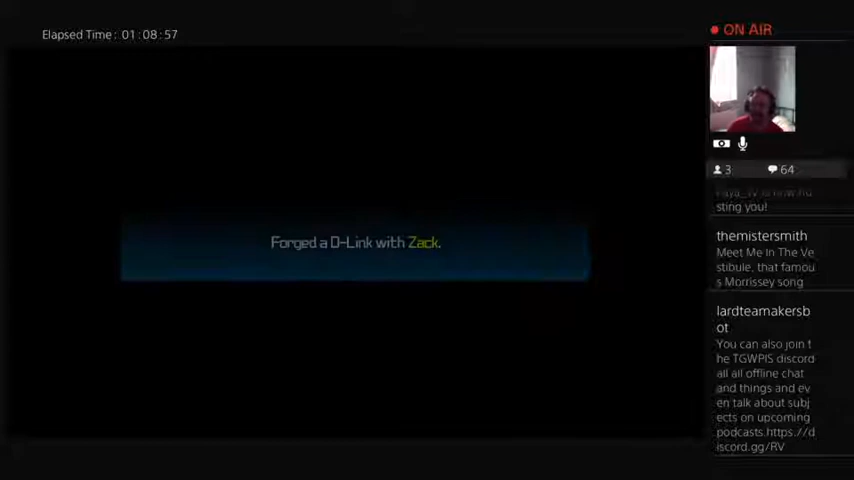 Elapsed Time: 01:08:57
ON AIR
3
64
sting you!
themistersmith
Meet Me In The Ve
stibule, that famou
s Morrissey song
lardteamakersb
ot
You can also join t
he TGWPIS discord
all all offline chat
and things and ev
en talk about subj
ects on upcoming
podcasts.https://d
iscord.gg/RV
Forged a D-Link with Zack.